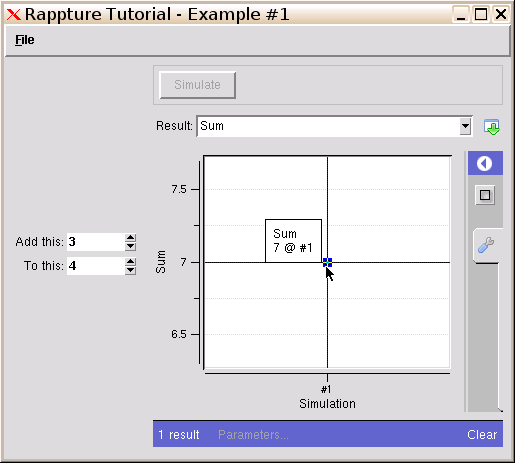 Rappture Tutorial - Example #1
File
Simulate
Result: Sum
Add this: 3
To this: 4
Sum
7.5
7
6.5
Sum
7 @ #1
#1
Simulation
1 result Parameters... Clear